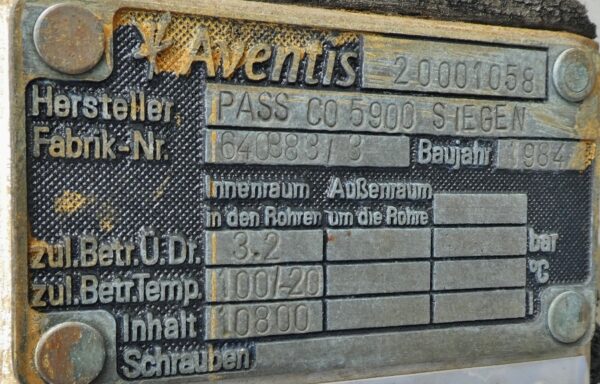 Aventis 20001058
Hersteller PASS CO 5900 SIEGEN
Fabrik-Nr. 640383/3 Baujahr 1984
Innenraum Außenraum
in den Rohren um die Rohre
zul.Betr.Ü.Dr. 3.2 bar
zul.Betr.Temp. 100/-20 °C
Inhalt 10800 l
Schrauben